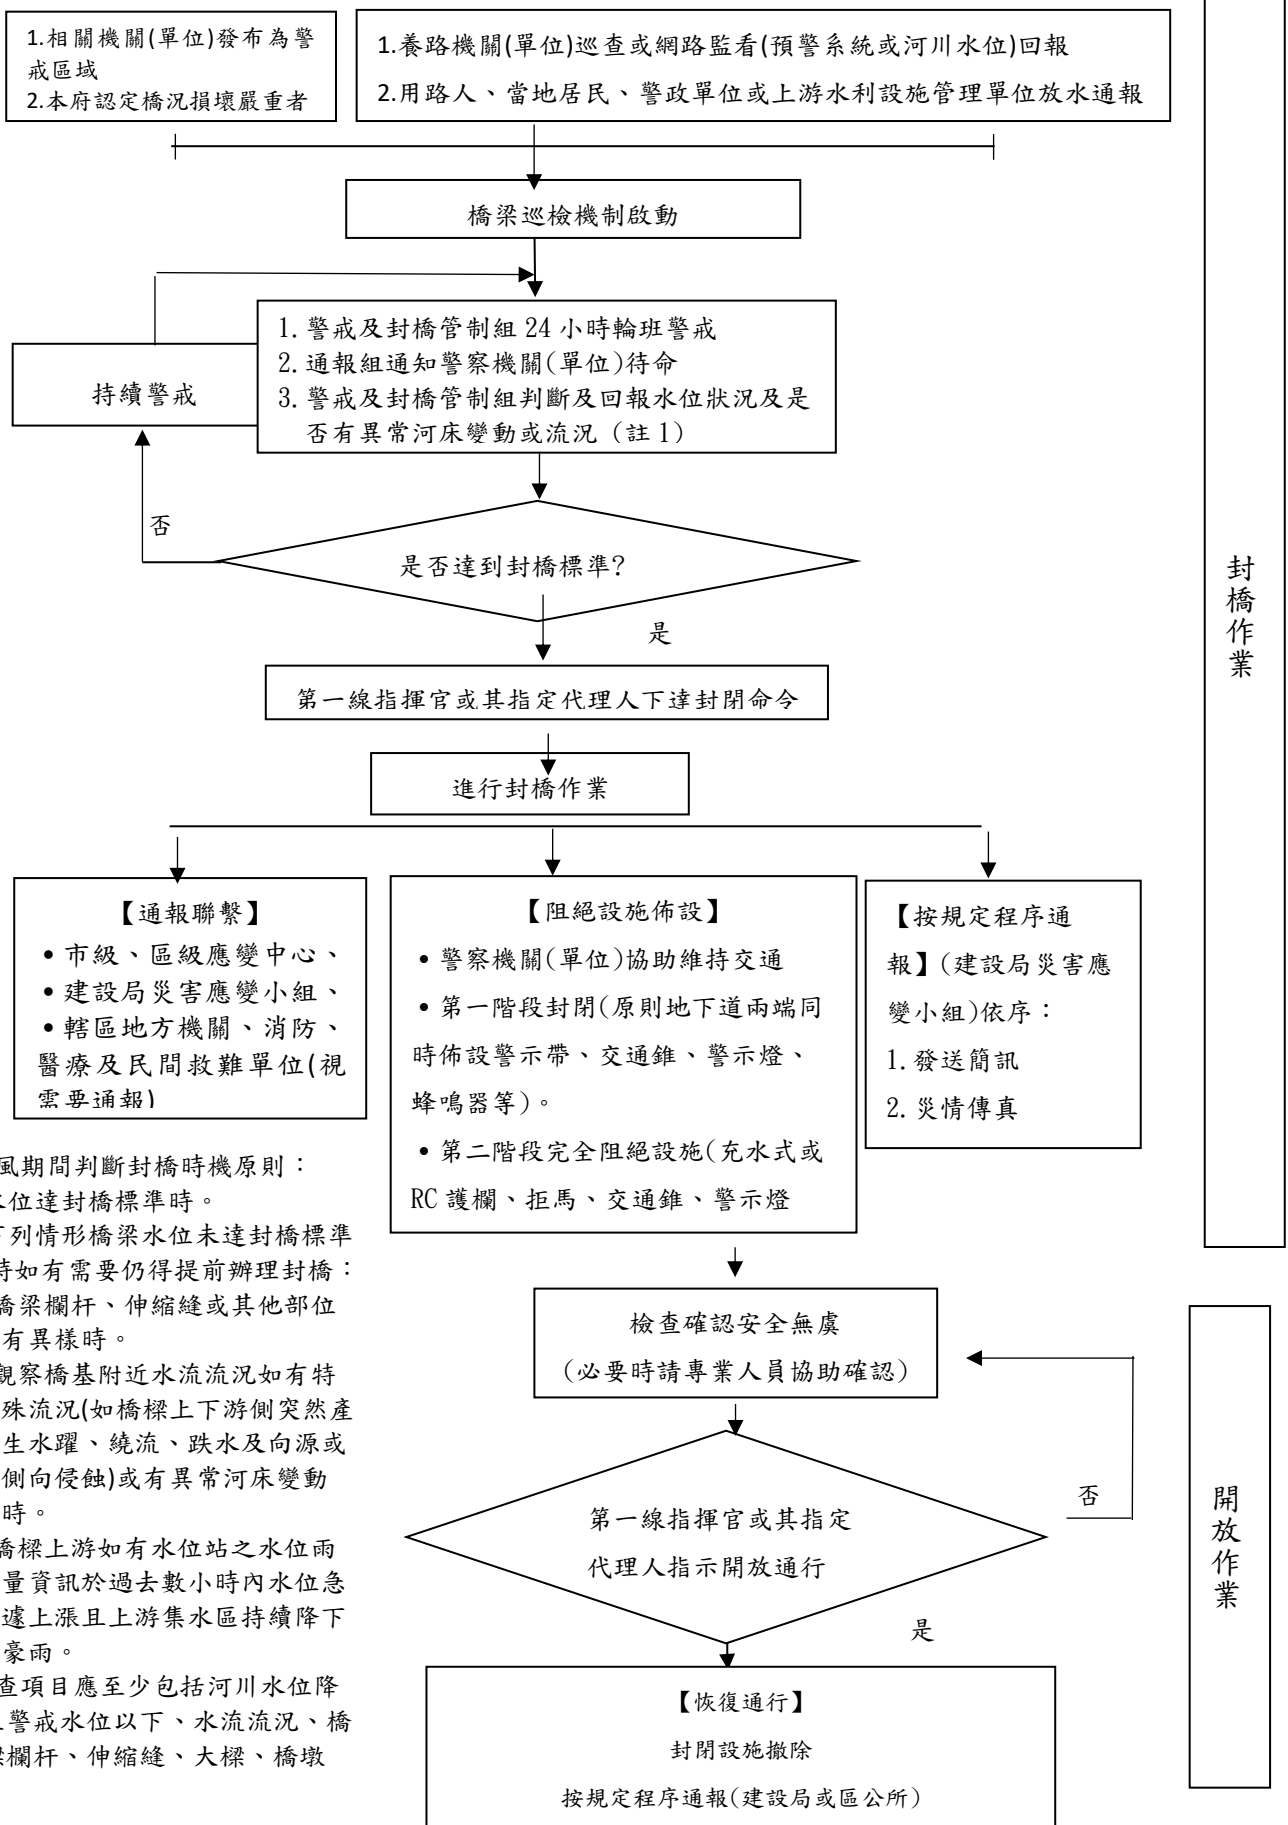 1.相關機關(單位)發布為警
戒區域
2.本府認定橋況損壞嚴重者
1.養路機關(單位)巡查或網路監看(預警系統或河川水位)回報
2.用路人、當地居民、警政單位或上游水利設施管理單位放水通報
橋梁巡檢機制啟動
1. 警戒及封橋管制組 24 小時輪班警戒
2. 通報組通知警察機關(單位)待命
3. 警戒及封橋管制組判斷及回報水位狀況及是
否有異常河床變動或流況（註 1）
持續警戒
否
是否達到封橋標準?
是
第一線指揮官或其指定代理人下達封閉命令
進行封橋作業
封橋作業
【通報聯繫】
• 市級、區級應變中心、
• 建設局災害應變小組、
• 轄區地方機關、消防、
醫療及民間救難單位(視
需要通報)
【阻絕設施佈設】
• 警察機關(單位)協助維持交通
• 第一階段封閉(原則地下道兩端同
時佈設警示帶、交通錐、警示燈、
蜂鳴器等)。
• 第二階段完全阻絕設施(充水式或
RC 護欄、拒馬、交通錐、警示燈
【按規定程序通
報】(建設局災害應
變小組)依序：
1. 發送簡訊
2. 災情傳真
風期間判斷封橋時機原則：
水位達封橋標準時。
下列情形橋梁水位未達封橋標準
時如有需要仍得提前辦理封橋：
橋梁欄杆、伸縮縫或其他部位
有異樣時。
觀察橋基附近水流流況如有特
殊流況(如橋樑上下游側突然產
生水躍、繞流、跌水及向源或
側向侵蝕)或有異常河床變動
時。
橋樑上游如有水位站之水位雨
量資訊於過去數小時內水位急
遽上漲且上游集水區持續降下
豪雨。
查項目應至少包括河川水位降
警戒水位以下、水流流況、橋
樑欄杆、伸縮縫、大樑、橋墩
檢查確認安全無虞
(必要時請專業人員協助確認)
第一線指揮官或其指定
代理人指示開放通行
否
是
【恢復通行】
封閉設施撤除
按規定程序通報(建設局或區公所)
開放作業